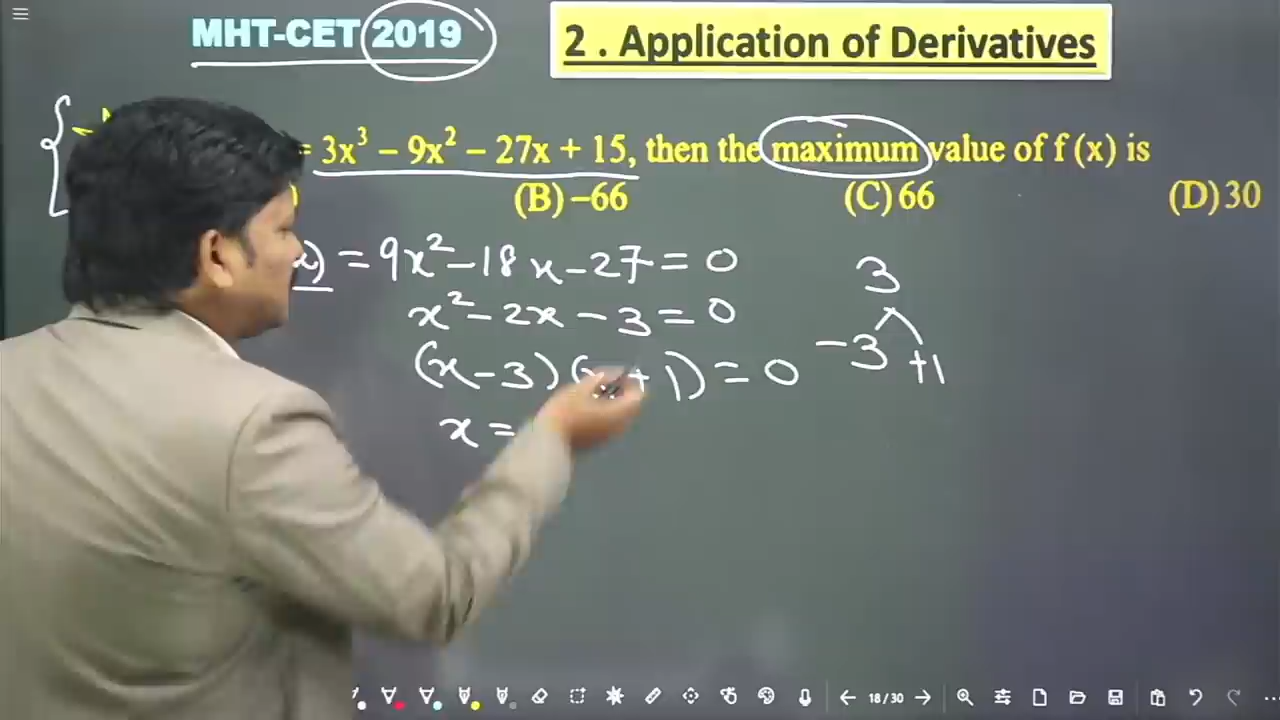 MHT-CET 2019
2 . Application of Derivatives
= 3x³ – 9x² – 27x + 15, then the maximum value of f (x) is
(B) –66 (C) 66 (D) 30
x) = 9x² – 18x – 27 = 0
x² – 2x – 3 = 0
3
(x – 3) (x + 1) = 0
–3 +1
x =
18 / 30